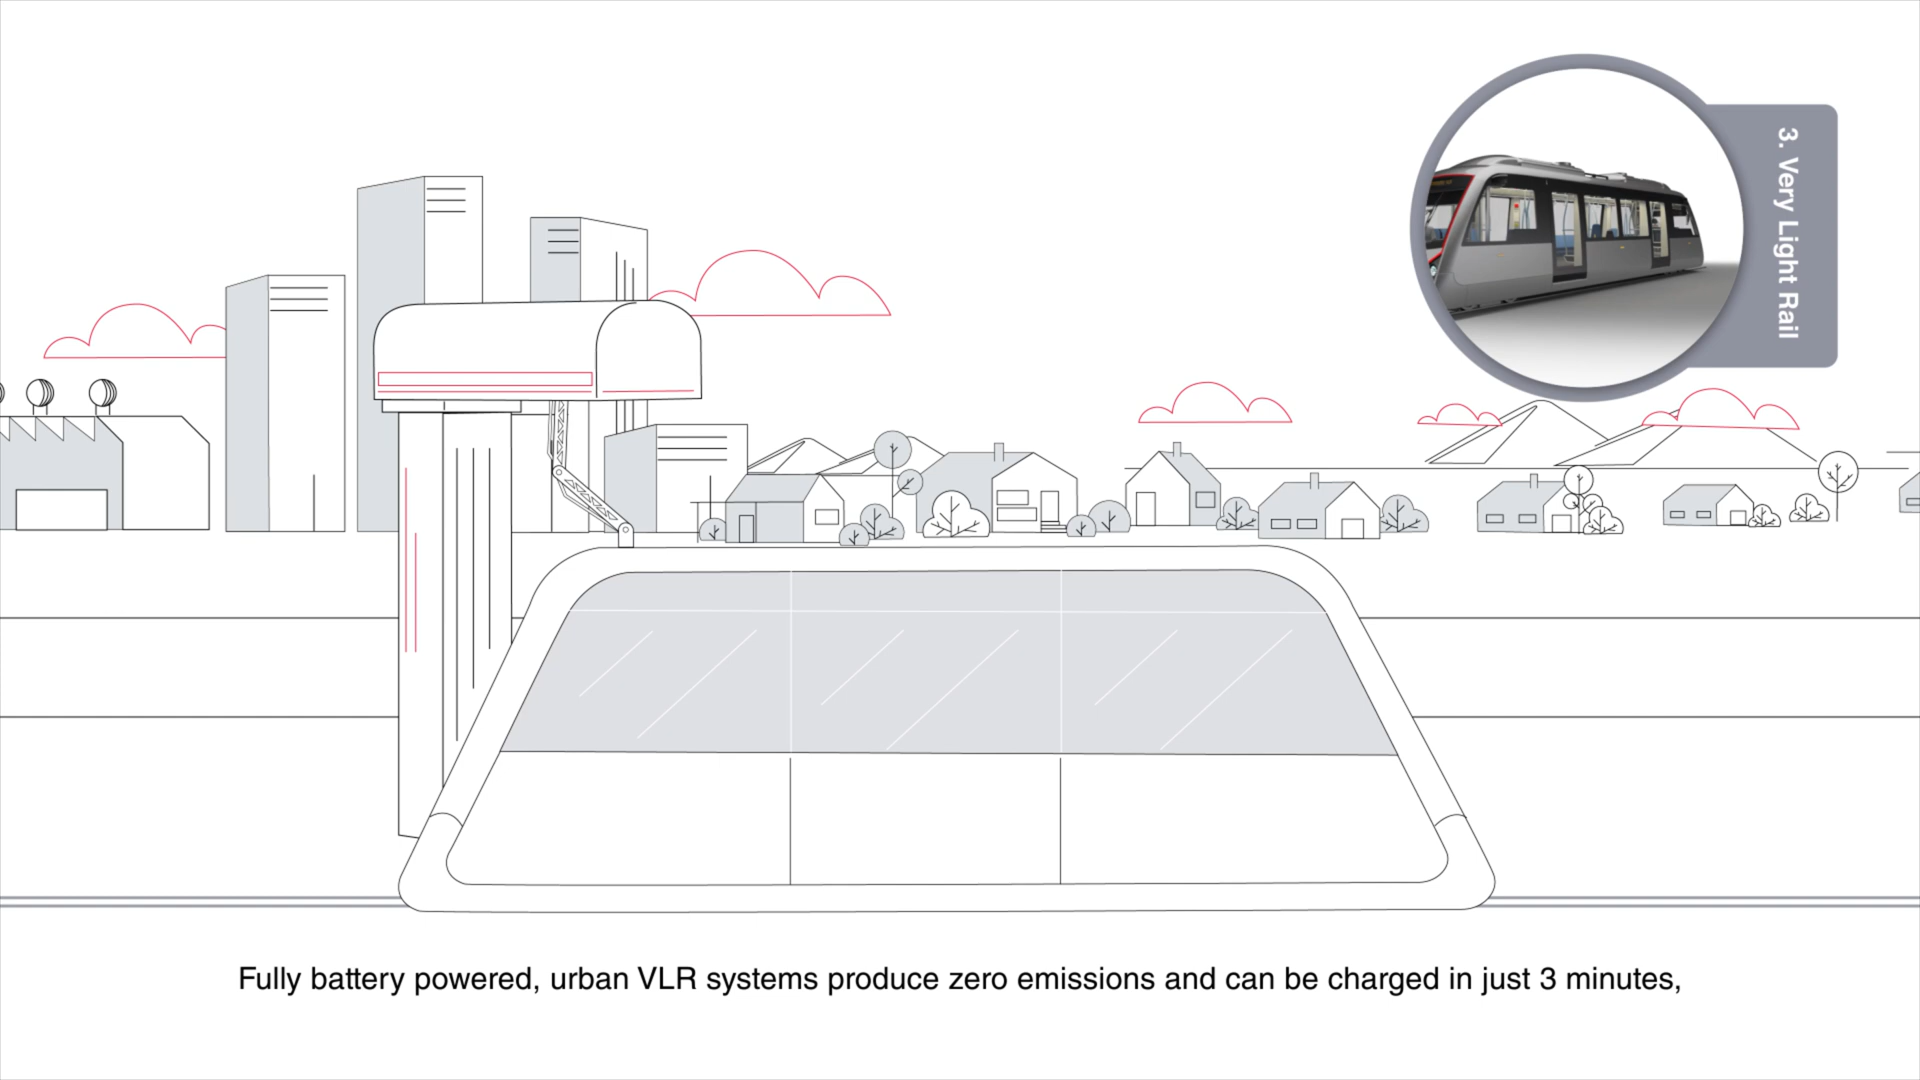 3. Very Light Rail
Fully battery powered, urban VLR systems produce zero emissions and can be charged in just 3 minutes,